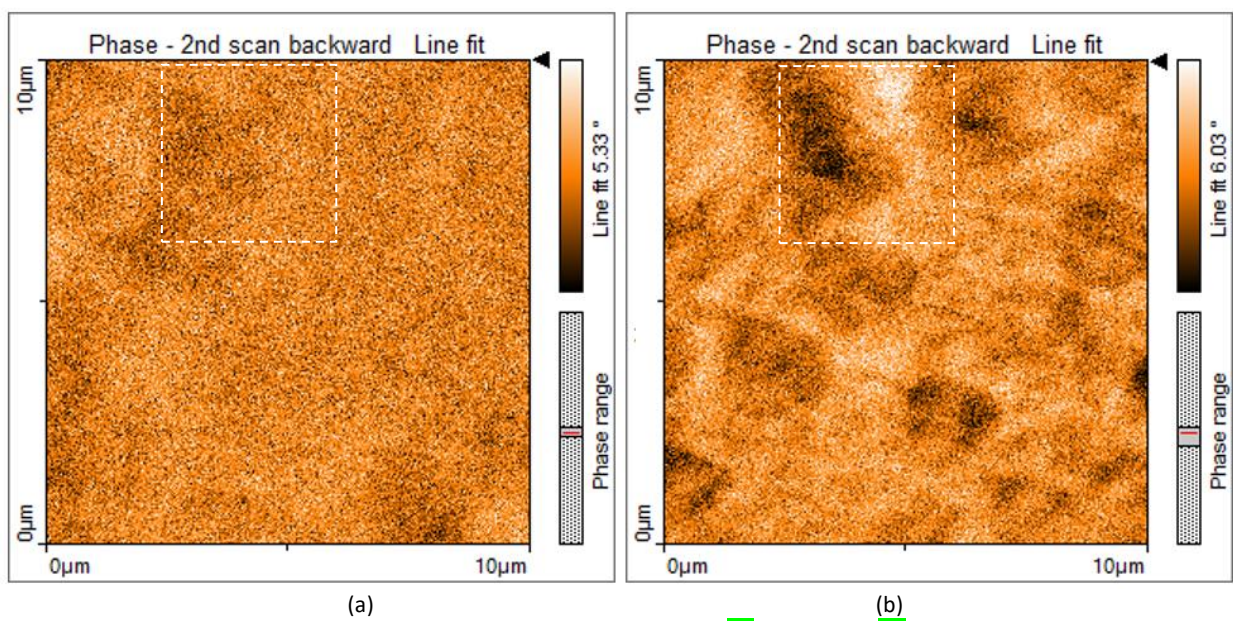 Phase - 2nd scan backward Line fit
10µm
0µm
0µm
10µm
Line fit 5.33 "
Phase range
(a)
Phase - 2nd scan backward Line fit
10µm
0µm
0µm
10µm
Line fit 6.03 "
Phase range
(b)